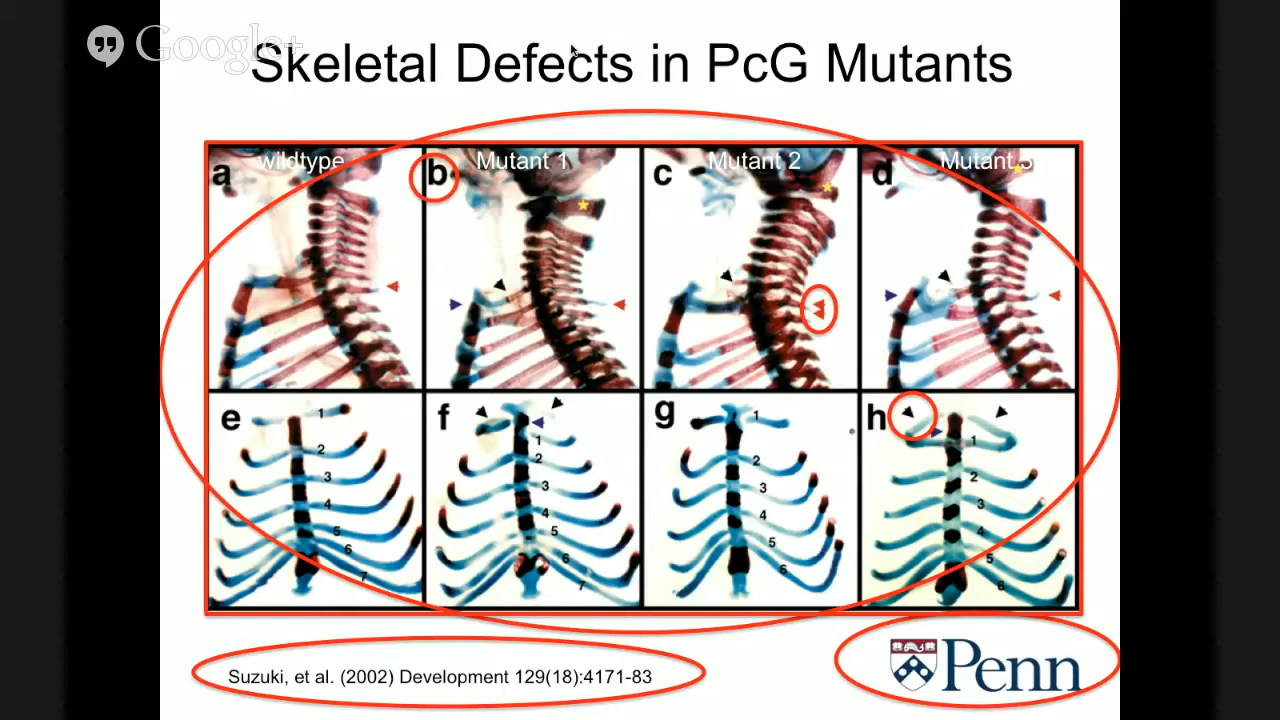 Google+
Skeletal Defects in PcG Mutants
a wildtype
b Mutant 1
c Mutant 2
d Mutant 3
e 1 2 3 4 5 6 7
f 1 2 3 4 5 6 7
g 1 2 3 4 5 6
h 1 2 3 4 5 6
Suzuki, et al. (2002) Development 129(18):4171-83
Penn